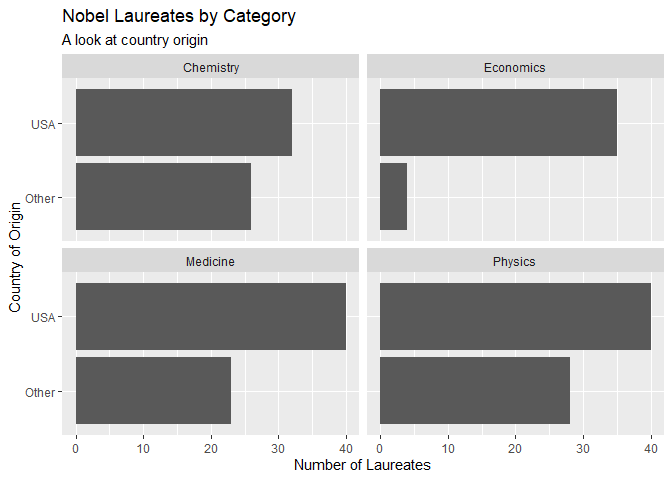 Nobel Laureates by Category
A look at country origin
Chemistry
Economics
USA
Other
Medicine
Physics
USA
Other
0 10 20 30 40 0 10 20 30 40
Number of Laureates
Country of Origin